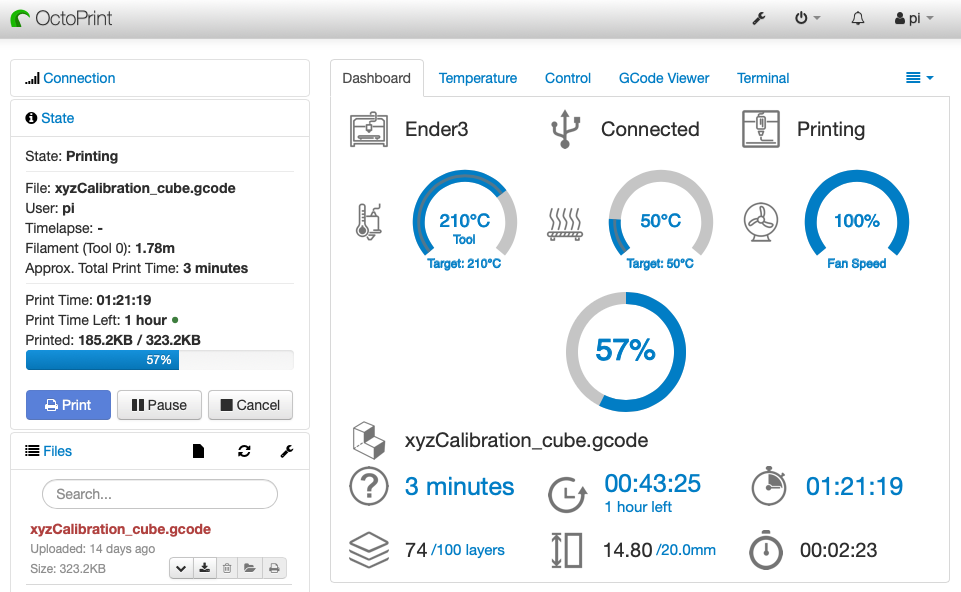 OctoPrint
pi
Connection
State
State: Printing
File: xyzCalibration_cube.gcode
User: pi
Timelapse: -
Filament (Tool 0): 1.78m
Approx. Total Print Time: 3 minutes
Print Time: 01:21:19
Print Time Left: 1 hour
Printed: 185.2KB / 323.2KB
57%
Print
Pause
Cancel
Files
Search...
xyzCalibration_cube.gcode
Uploaded: 14 days ago
Size: 323.2KB
Dashboard
Temperature
Control
GCode Viewer
Terminal
Ender3
Connected
Printing
210°C
Tool
Target: 210°C
50°C
Target: 50°C
100%
Fan Speed
57%
xyzCalibration_cube.gcode
3 minutes
00:43:25
1 hour left
01:21:19
74 /100 layers
14.80 /20.0mm
00:02:23